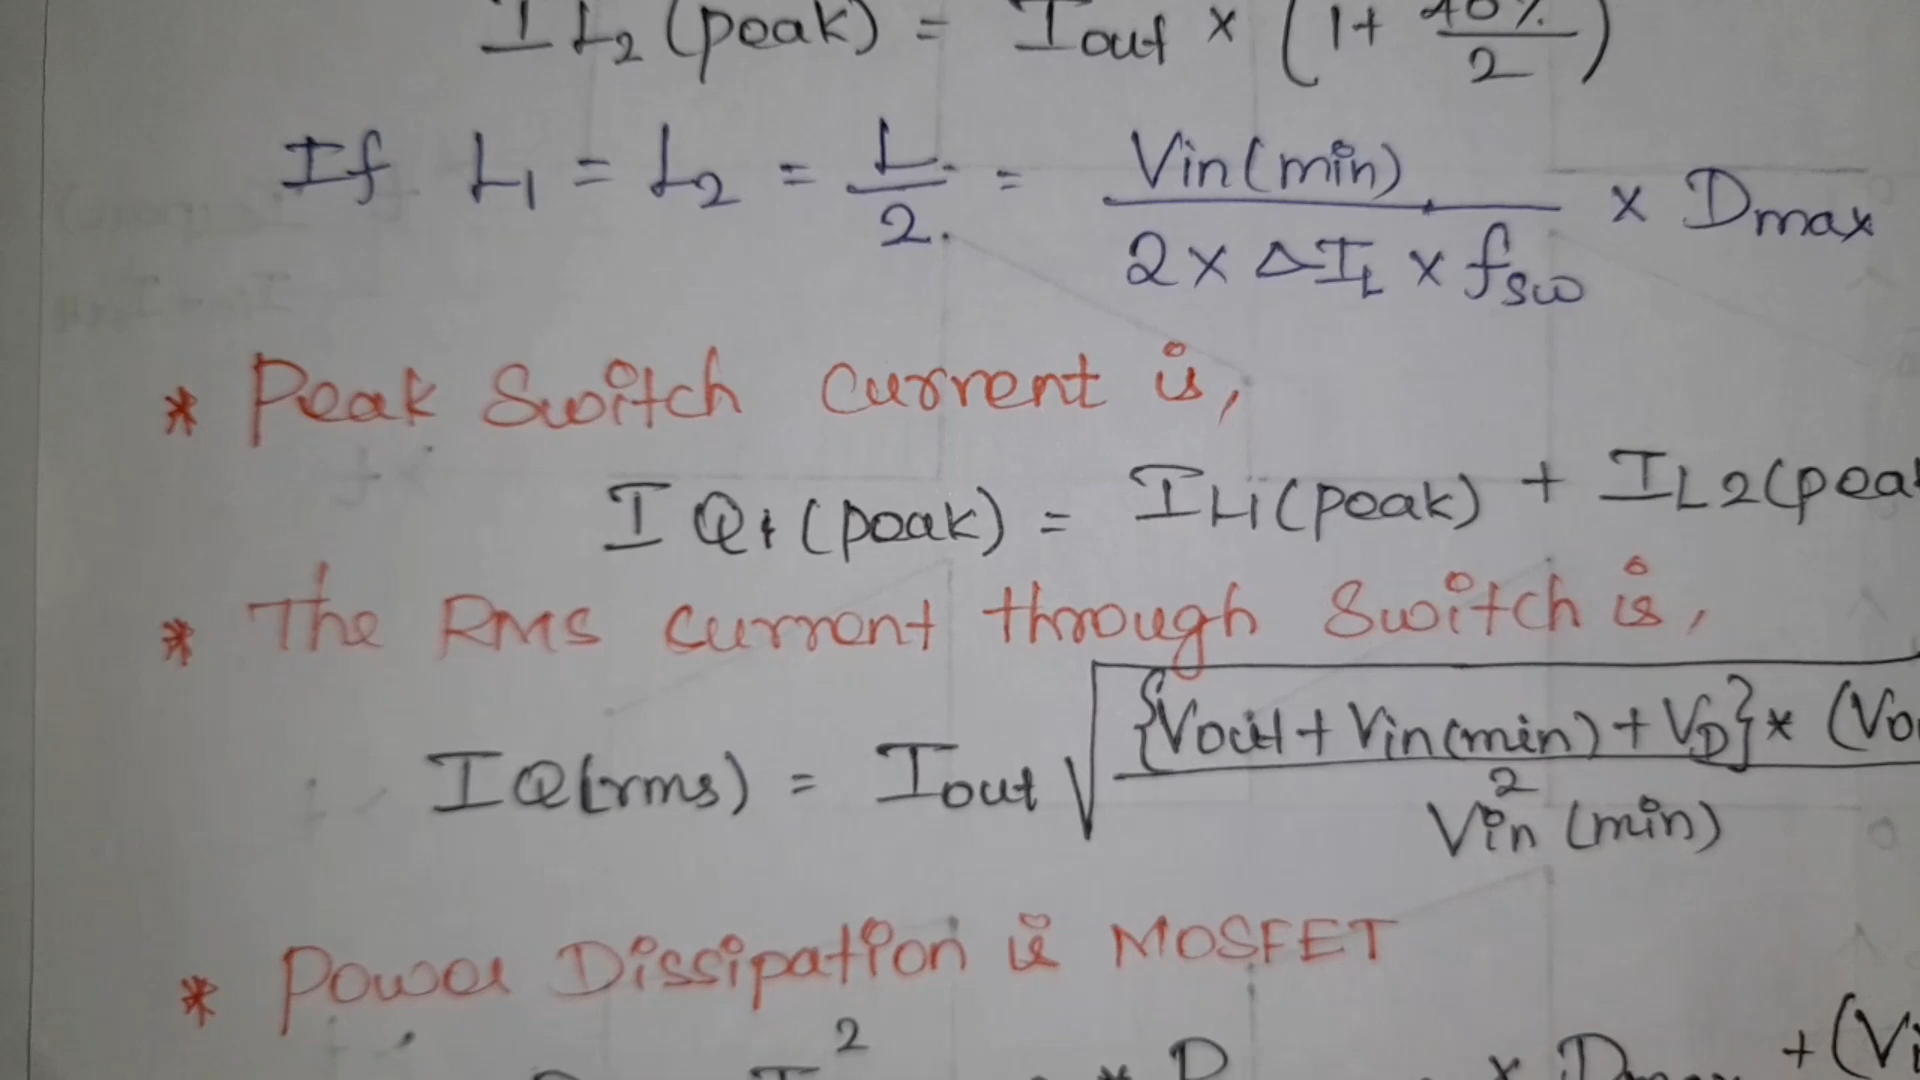 IL2 (peak) = Iout × (1 + 40% / 2)
If L1 = L2 = L / 2 = Vin(min) / 2 × ΔIL × fsw × Dmax
* Peak Switch current is,
IQ1 (peak) = IL1 (peak) + IL2 (peak
* The RMS current through Switch is,
IQ(rms) = Iout √ {Vout + Vin(min) + VD} * (Vo / Vin² (min)
* Power Dissipation is MOSFET